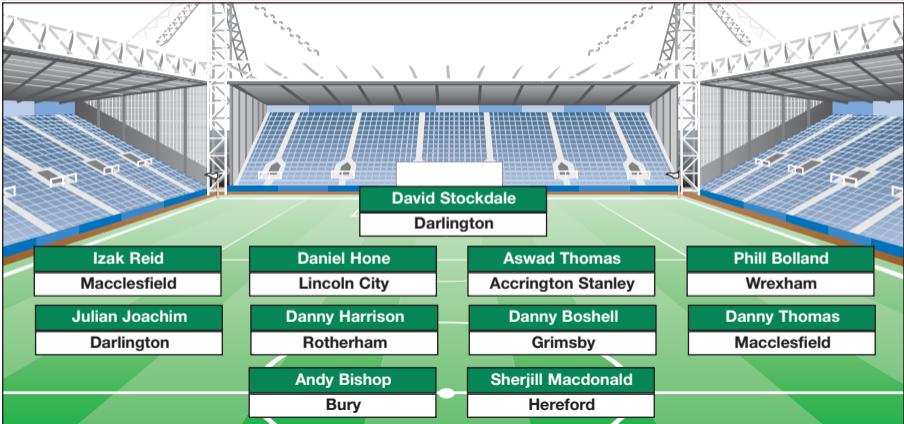 David Stockdale
Darlington
Izak Reid
Macclesfield
Daniel Hone
Lincoln City
Aswad Thomas
Accrington Stanley
Phill Bolland
Wrexham
Julian Joachim
Darlington
Danny Harrison
Rotherham
Danny Boshell
Grimsby
Danny Thomas
Macclesfield
Andy Bishop
Bury
Sherjill Macdonald
Hereford